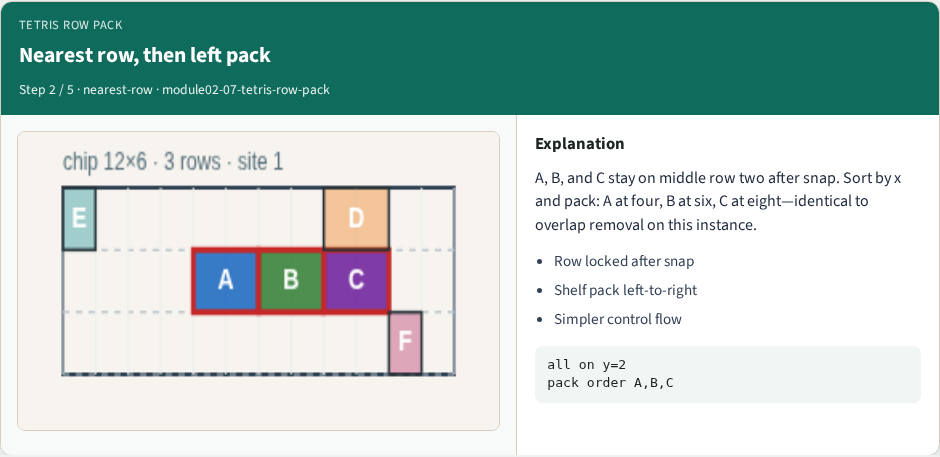 TETRIS ROW PACK
Nearest row, then left pack
Step 2 / 5 · nearest-row · module02-07-tetris-row-pack
chip 12×6 · 3 rows · site 1
E
D
A B C
F
Explanation
A, B, and C stay on middle row two after snap. Sort by x
and pack: A at four, B at six, C at eight—identical to
overlap removal on this instance.
• Row locked after snap
• Shelf pack left-to-right
• Simpler control flow
all on y=2
pack order A,B,C